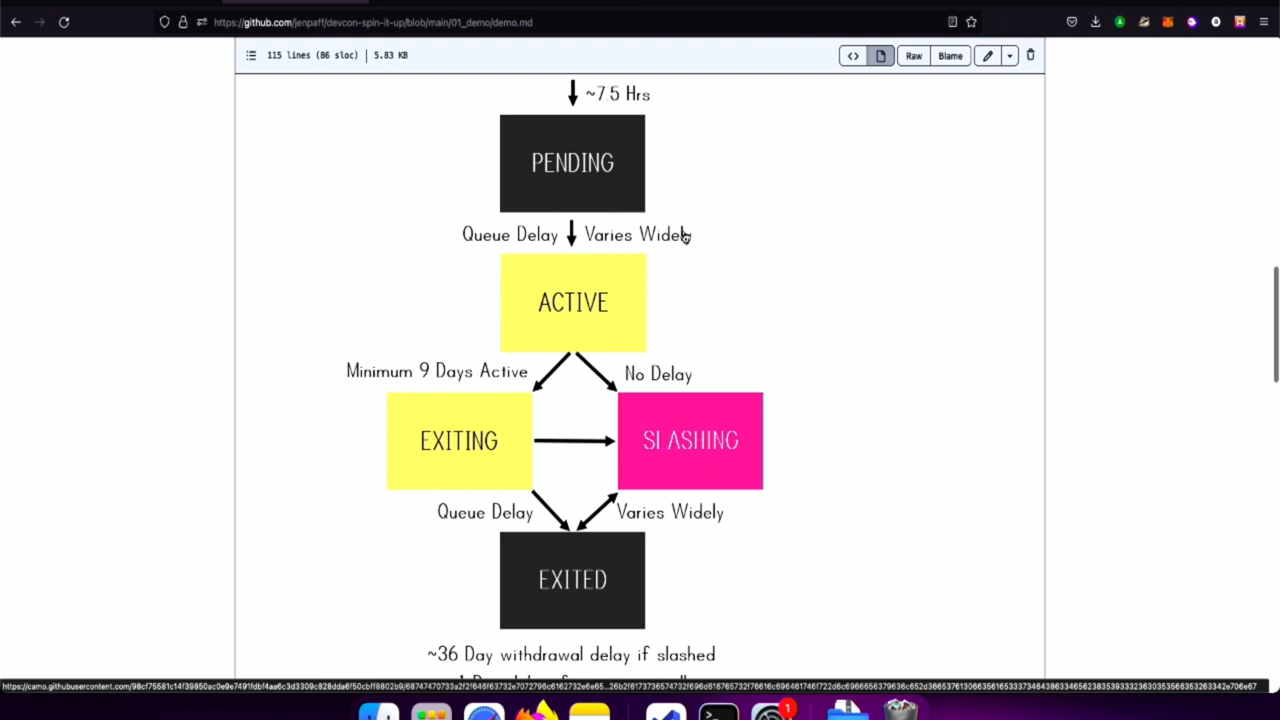 https://github.com/jenpaff/devcon-spin-it-up/blob/main/01_demo/demo.md
115 lines (86 sloc) | 5.83 KB
Raw
Blame
~7.5 Hrs
PENDING
Queue Delay
Varies Widely
ACTIVE
Minimum 9 Days Active
No Delay
EXITING
SLASHING
Queue Delay
Varies Widely
EXITED
~36 Day withdrawal delay if slashed
1